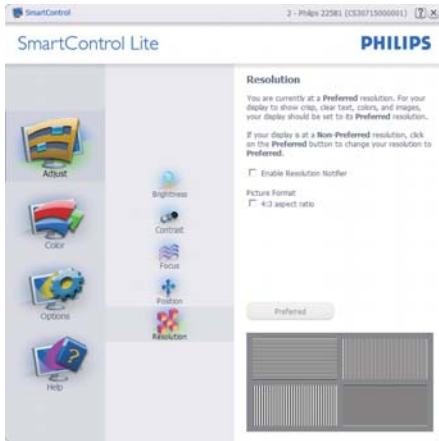 SmartControl
2 - Philips 225B1 (CS30715000001)
SmartControl Lite
PHILIPS
Adjust
Color
Options
Help
Brightness
Contrast
Focus
Position
Resolution
Resolution
You are currently at a Preferred resolution. For your
display to show crisp, clear text, colors, and images,
your display should be set to its Preferred resolution.
If your display is at a Non-Preferred resolution, click
on the Preferred button to change your resolution to
Preferred.
Enable Resolution Notifier
Picture Format
4:3 aspect ratio
Preferred